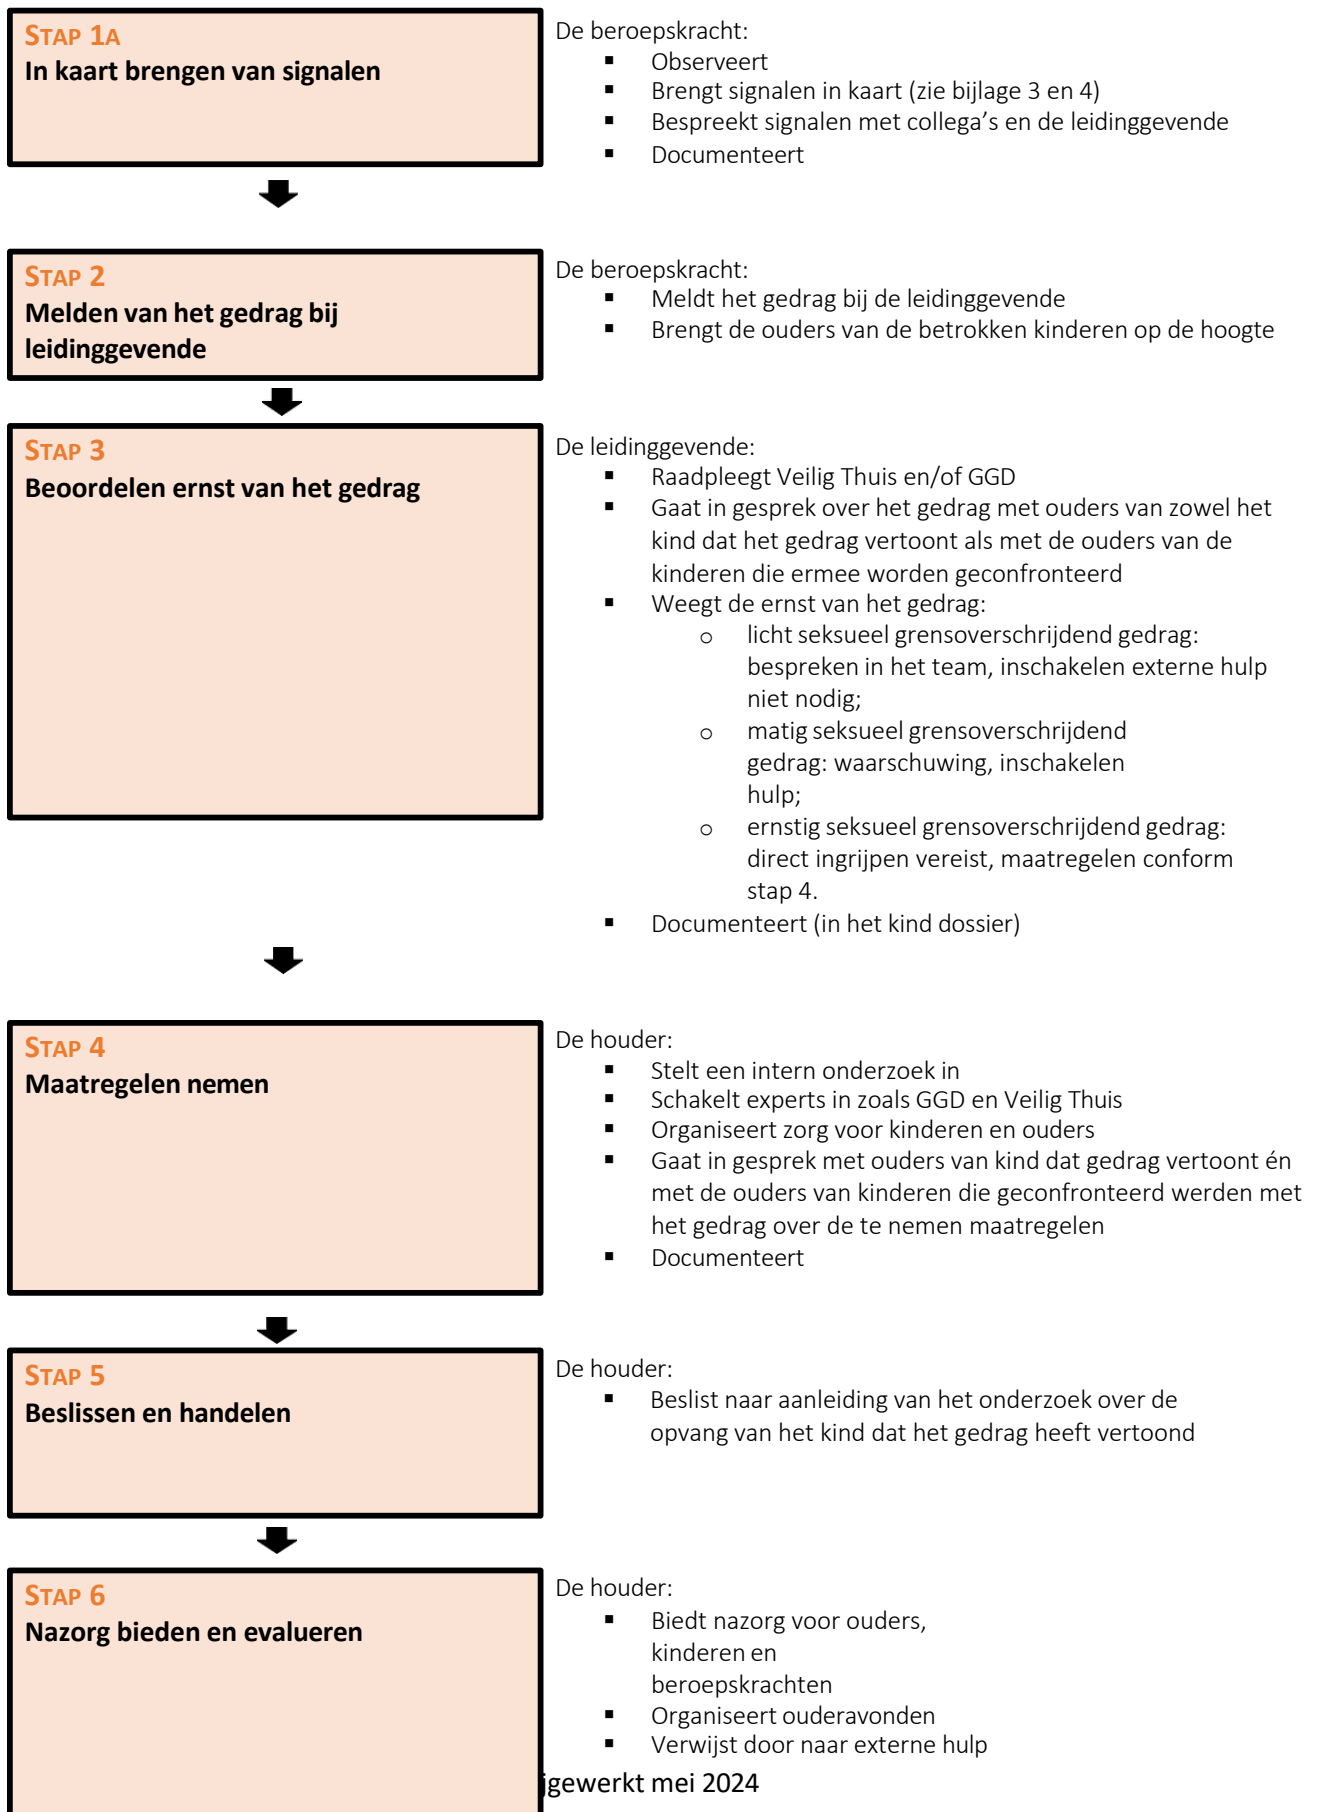 STAP 1A
In kaart brengen van signalen
De beroepskracht:
▪ Observeert
▪ Brengt signalen in kaart (zie bijlage 3 en 4)
▪ Bespreekt signalen met collega's en de leidinggevende
▪ Documenteert
STAP 2
Melden van het gedrag bij
leidinggevende
De beroepskracht:
▪ Meldt het gedrag bij de leidinggevende
▪ Brengt de ouders van de betrokken kinderen op de hoogte
STAP 3
Beoordelen ernst van het gedrag
De leidinggevende:
▪ Raadpleegt Veilig Thuis en/of GGD
▪ Gaat in gesprek over het gedrag met ouders van zowel het
kind dat het gedrag vertoont als met de ouders van de
kinderen die ermee worden geconfronteerd
▪ Weegt de ernst van het gedrag:
o licht seksueel grensoverschrijdend gedrag:
bespreken in het team, inschakelen externe hulp
niet nodig;
o matig seksueel grensoverschrijdend
gedrag: waarschuwing, inschakelen
hulp;
o ernstig seksueel grensoverschrijdend gedrag:
direct ingrijpen vereist, maatregelen conform
stap 4.
▪ Documenteert (in het kind dossier)
STAP 4
Maatregelen nemen
De houder:
▪ Stelt een intern onderzoek in
▪ Schakelt experts in zoals GGD en Veilig Thuis
▪ Organiseert zorg voor kinderen en ouders
▪ Gaat in gesprek met ouders van kind dat gedrag vertoont én
met de ouders van kinderen die geconfronteerd werden met
het gedrag over de te nemen maatregelen
▪ Documenteert
STAP 5
Beslissen en handelen
De houder:
▪ Beslist naar aanleiding van het onderzoek over de
opvang van het kind dat het gedrag heeft vertoond
STAP 6
Nazorg bieden en evalueren
De houder:
▪ Biedt nazorg voor ouders,
kinderen en
beroepskrachten
▪ Organiseert ouderavonden
▪ Verwijst door naar externe hulp
jgewerkt mei 2024